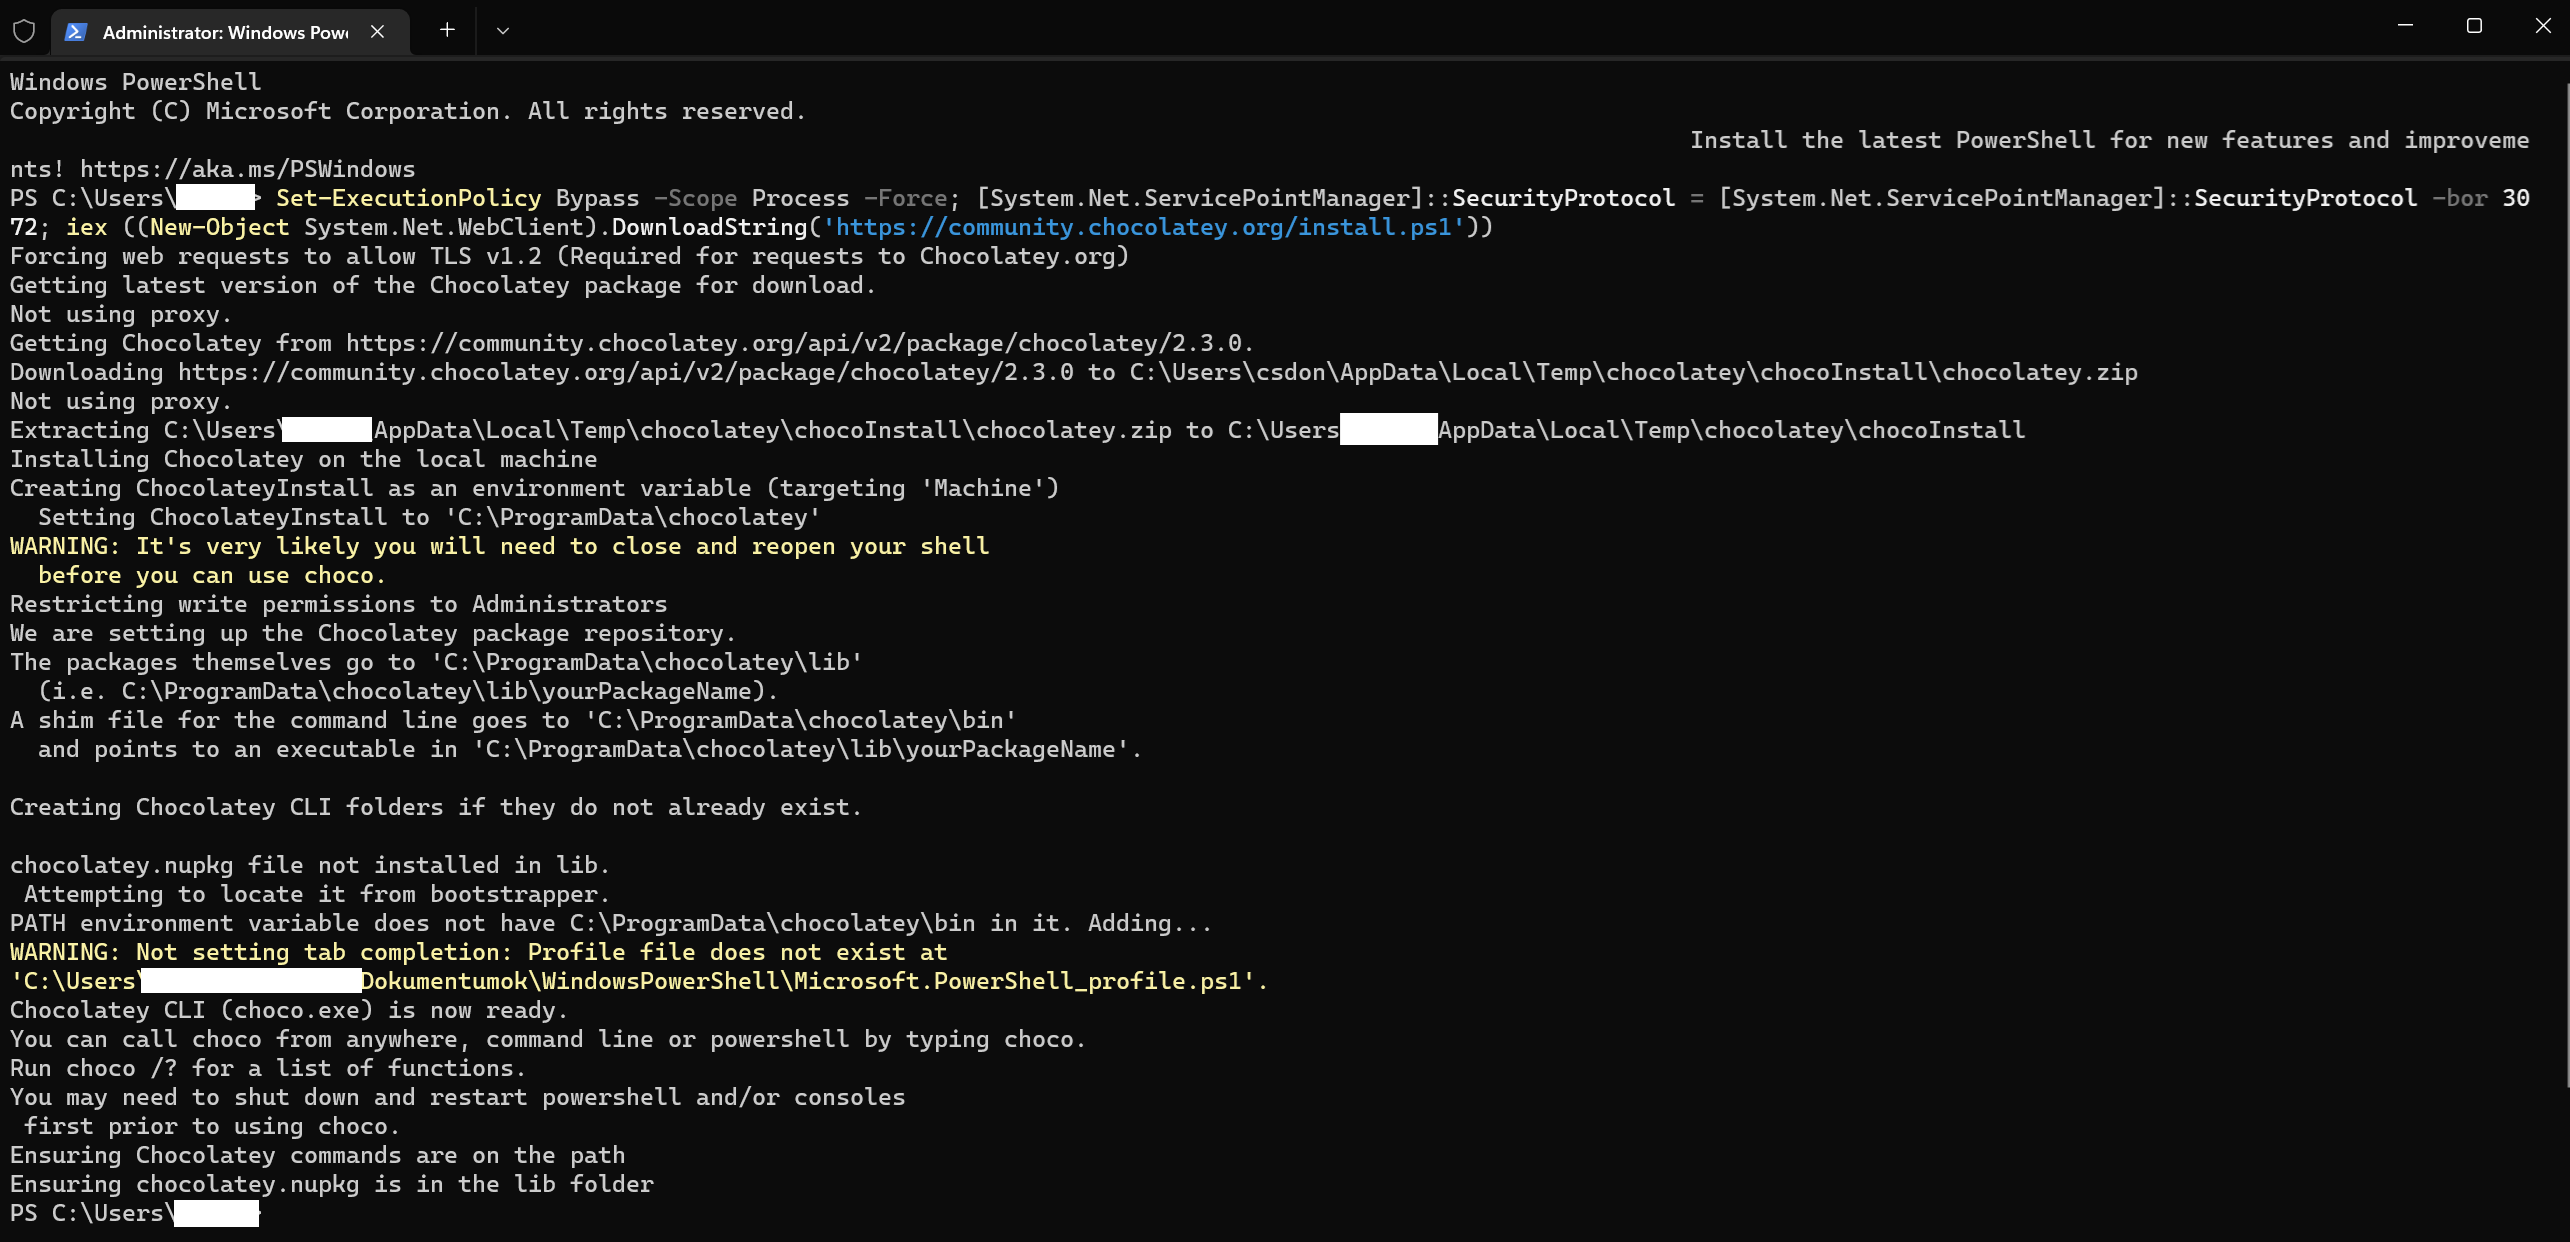 Administrator: Windows Powe
Windows PowerShell
Copyright (C) Microsoft Corporation. All rights reserved.
Install the latest PowerShell for new features and improveme
nts! https://aka.ms/PSWindows
PS C:\Users\> Set-ExecutionPolicy Bypass -Scope Process -Force; [System.Net.ServicePointManager]::SecurityProtocol = [System.Net.ServicePointManager]::SecurityProtocol -bor 30
72; iex ((New-Object System.Net.WebClient).DownloadString('https://community.chocolatey.org/install.ps1'))
Forcing web requests to allow TLS v1.2 (Required for requests to Chocolatey.org)
Getting latest version of the Chocolatey package for download.
Not using proxy.
Getting Chocolatey from https://community.chocolatey.org/api/v2/package/chocolatey/2.3.0.
Downloading https://community.chocolatey.org/api/v2/package/chocolatey/2.3.0 to C:\Users\csdon\AppData\Local\Temp\chocolatey\chocoInstall\chocolatey.zip
Not using proxy.
Extracting C:\Users\ AppData\Local\Temp\chocolatey\chocoInstall\chocolatey.zip to C:\Users AppData\Local\Temp\chocolatey\chocoInstall
Installing Chocolatey on the local machine
Creating ChocolateyInstall as an environment variable (targeting 'Machine')
  Setting ChocolateyInstall to 'C:\ProgramData\chocolatey'
WARNING: It's very likely you will need to close and reopen your shell
  before you can use choco.
Restricting write permissions to Administrators
We are setting up the Chocolatey package repository.
The packages themselves go to 'C:\ProgramData\chocolatey\lib'
  (i.e. C:\ProgramData\chocolatey\lib\yourPackageName).
A shim file for the command line goes to 'C:\ProgramData\chocolatey\bin'
  and points to an executable in 'C:\ProgramData\chocolatey\lib\yourPackageName'.
Creating Chocolatey CLI folders if they do not already exist.
chocolatey.nupkg file not installed in lib.
 Attempting to locate it from bootstrapper.
PATH environment variable does not have C:\ProgramData\chocolatey\bin in it. Adding...
WARNING: Not setting tab completion: Profile file does not exist at
'C:\Users\ Dokumentumok\WindowsPowerShell\Microsoft.PowerShell_profile.ps1'.
Chocolatey CLI (choco.exe) is now ready.
You can call choco from anywhere, command line or powershell by typing choco.
Run choco /? for a list of functions.
You may need to shut down and restart powershell and/or consoles
 first prior to using choco.
Ensuring Chocolatey commands are on the path
Ensuring chocolatey.nupkg is in the lib folder
PS C:\Users\